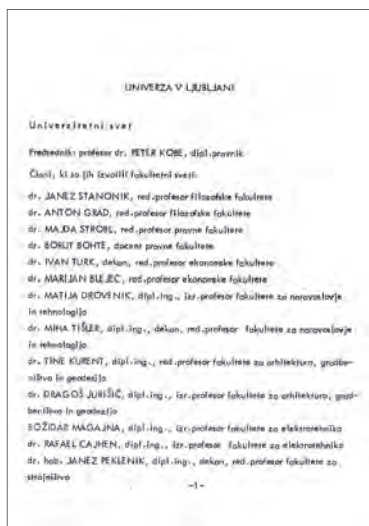 UNIVERZA V LJUBLJANI
Univerzitetni svet
Predsednik: profesor dr. PETER KOBE, dipl.pravnik
Člani, ki so jih izvolili fakultetni sveti:
dr. JANEZ STANONIK, red.profesor filozofske fakultete
dr. ANTON GRAD, red.profesor filozofske fakultete
dr. MAJDA STROBL, red.profesor pravne fakultete
dr. BORUT BOHTE, docent pravne fakultete
dr. IVAN TURK, dekan, red.profesor ekonomske fakultete
dr. MARIJAN BLEJEC, red.profesor ekonomske fakultete
dr. MATIJA DROVENIK, dipl.ing., izr.profesor fakultete za naravoslovje
in tehnologijo
dr. MIHA TIŠLER, dipl.ing., dekan, red.profesor fakultete za naravoslovje
in tehnologijo
dr. TINE KURENT, dipl.ing., red.profesor fakultete za arhitekturo, gradbe-
ništvo in geodezijo
dr. DRAGOŠ JURIŠIČ, dipl.ing., izr.profesor fakultete za arhitekturo, grad-
beništvo in geodezijo
BOŽIDAR MAGAJNA, dipl.ing., izr.profesor fakultete za elektrotehniko
dr. RAFAEL CAJHEN, dipl.ing., izr.profesor fakultete za elektrotehniko
dr. hab. JANEZ PEKLENIK, dipl.ing., dekan, red.profesor fakultete za
strojništvo
-1-